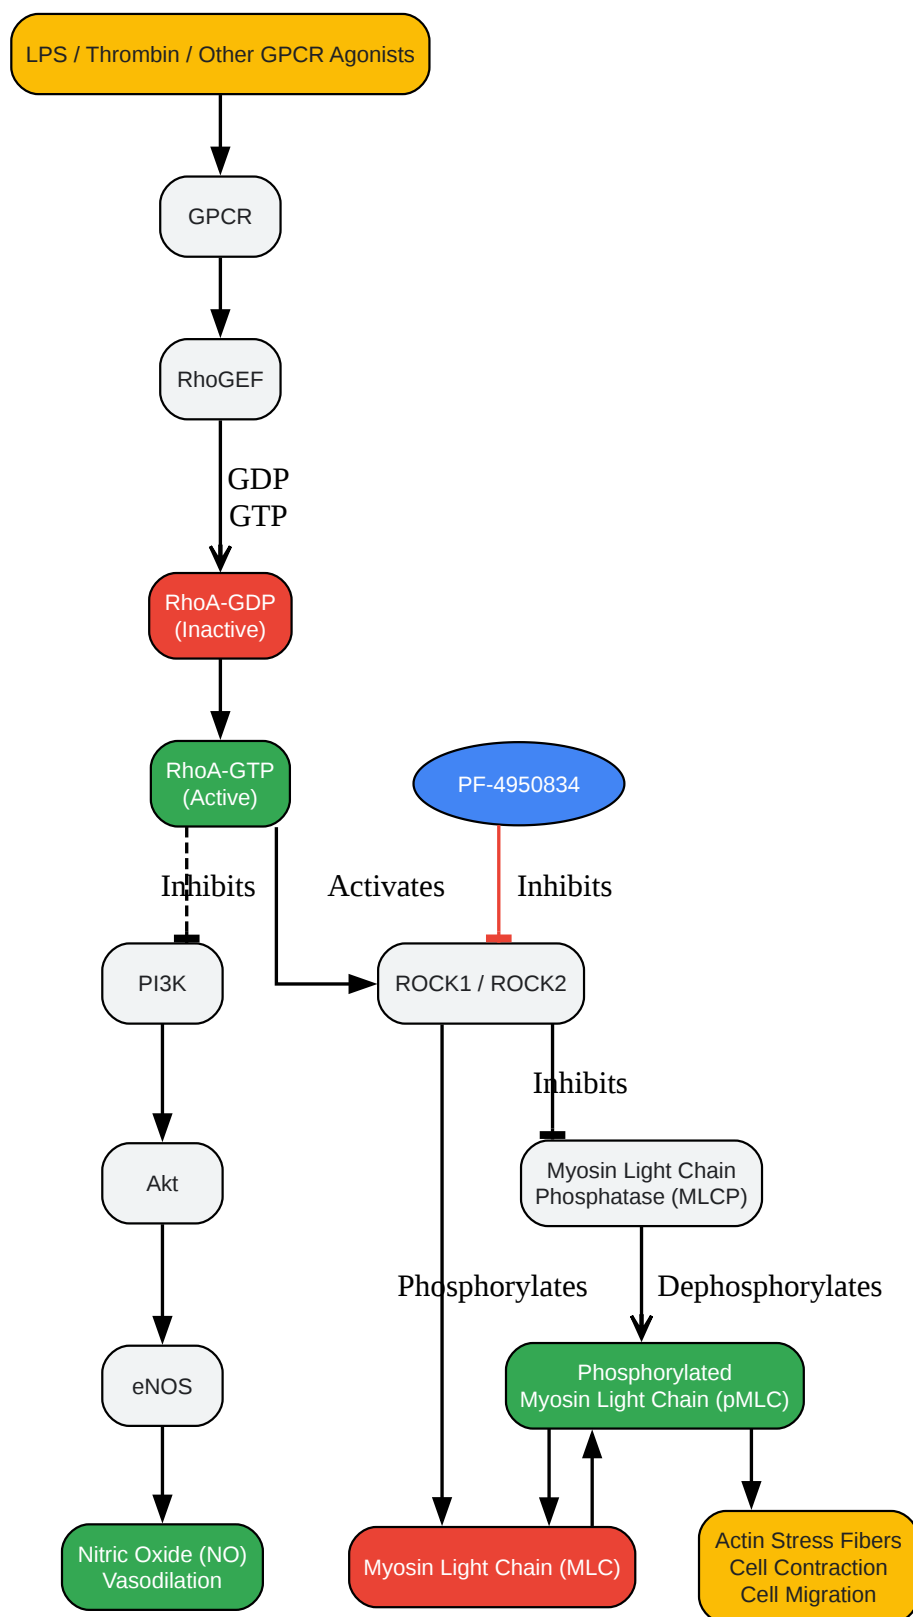 LPS / Thrombin / Other GPCR Agonists
GPCR
RhoGEF
GDP
GTP
RhoA-GDP
(Inactive)
RhoA-GTP
(Active)
PF-4950834
Inhibits
Activates
Inhibits
PI3K
ROCK1 / ROCK2
Inhibits
Akt
Myosin Light Chain
Phosphatase (MLCP)
Phosphorylates
Dephosphorylates
eNOS
Phosphorylated
Myosin Light Chain (pMLC)
Nitric Oxide (NO)
Vasodilation
Myosin Light Chain (MLC)
Actin Stress Fibers
Cell Contraction
Cell Migration